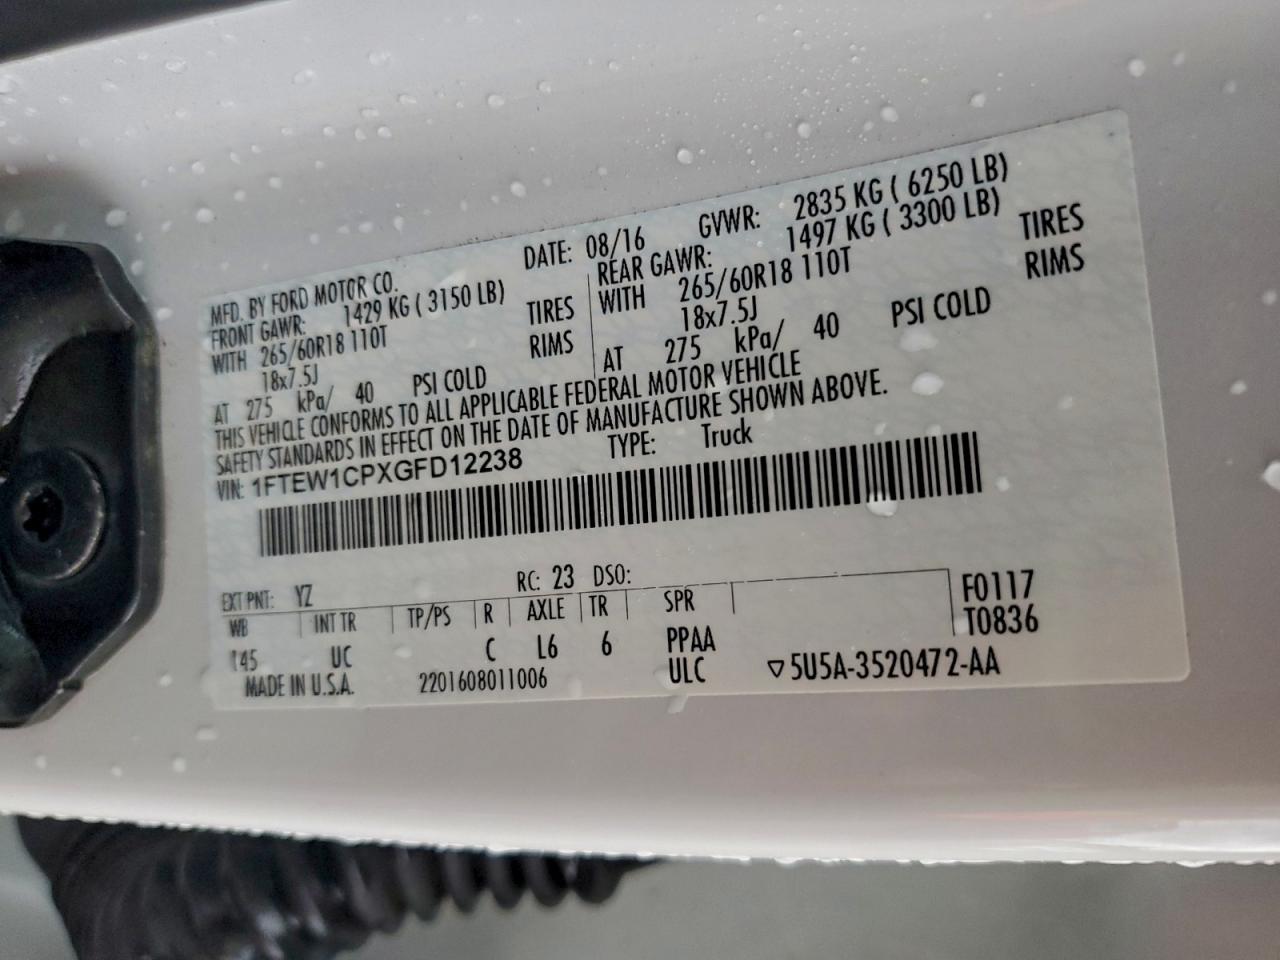 MFD. BY FORD MOTOR CO.
DATE: 08/16 GVWR: 2835 KG ( 6250 LB)
FRONT GAWR: 1429 KG ( 3150 LB)
REAR GAWR: 1497 KG ( 3300 LB)
WITH 265/60R18 110T TIRES
WITH 265/60R18 110T TIRES
18x7.5J RIMS
18x7.5J RIMS
AT 275 kPa/ 40 PSI COLD
AT 275 kPa/ 40 PSI COLD
THIS VEHICLE CONFORMS TO ALL APPLICABLE FEDERAL MOTOR VEHICLE
SAFETY STANDARDS IN EFFECT ON THE DATE OF MANUFACTURE SHOWN ABOVE.
VIN: 1FTEW1CPXGFD12238 TYPE: Truck
EXT PNT: YZ RC: 23 DSO:
WB INT TR TP/PS R AXLE TR SPR F0117
T0836
145 UC C L6 6 PPAA
MADE IN U.S.A. 2201608011006 ULC ▽5U5A-3520472-AA